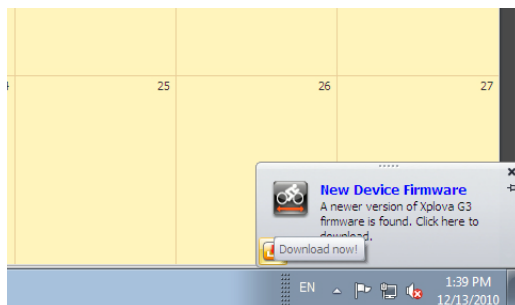 25 26 27
New Device Firmware
A newer version of Xplova G3
firmware is found. Click here to
download.
Download now!
EN 1:39 PM
12/13/2010